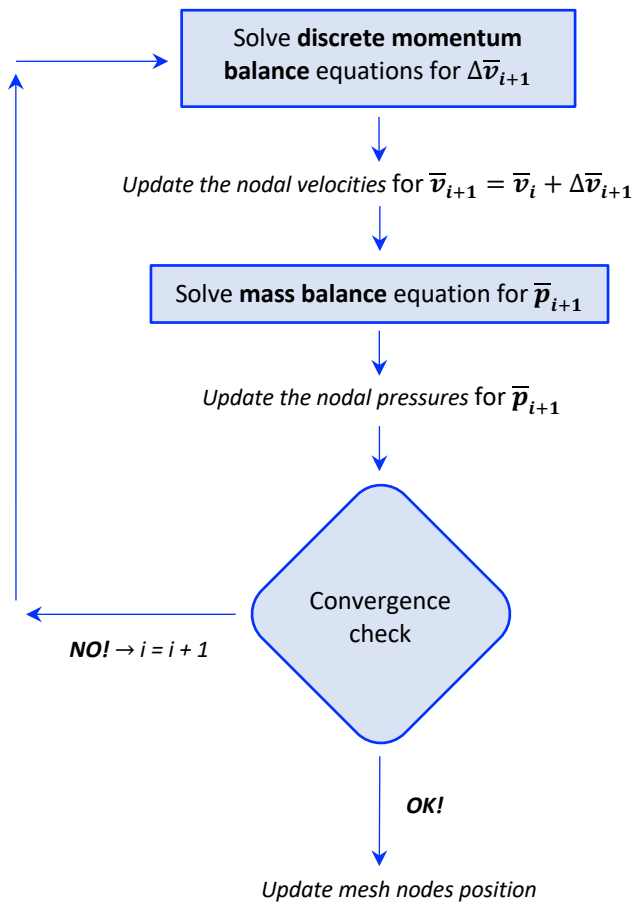 Solve discrete momentum
balance equations for Δv̅ᵢ₊₁
Update the nodal velocities for v̅ᵢ₊₁ = v̅ᵢ + Δv̅ᵢ₊₁
Solve mass balance equation for p̅ᵢ₊₁
Update the nodal pressures for p̅ᵢ₊₁
Convergence
check
NO! → i = i + 1
OK!
Update mesh nodes position